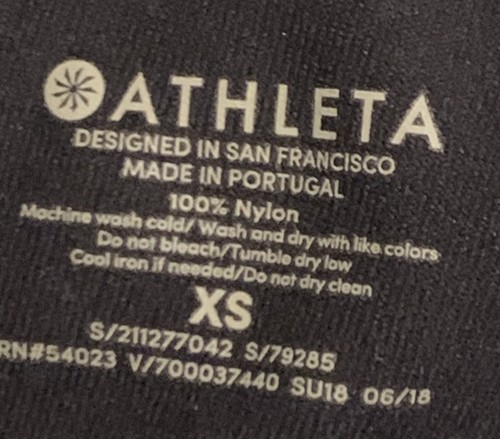 ATHLETA
DESIGNED IN SAN FRANCISCO
MADE IN PORTUGAL
100% Nylon
Machine wash cold/ Wash and dry with like colors
Do not bleach/Tumble dry low
Cool iron if needed/Do not dry clean
XS
S/211277042 S/79285
RN#54023 V/700037440 SU18 06/18